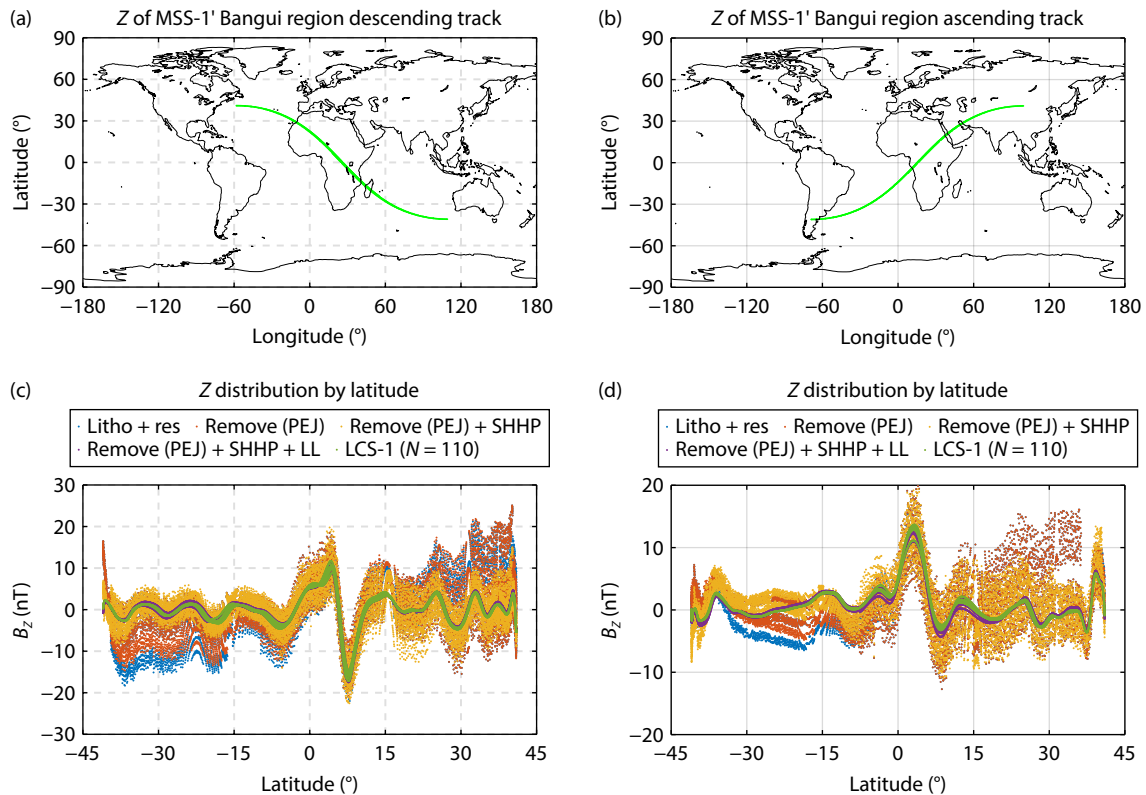 (a)
Z of MSS-1' Bangui region descending track
90
60
30
0
−30
−60
−90
Latitude (°)
−180
−120
−60
0
60
120
180
Longitude (°)
(b)
Z of MSS-1' Bangui region ascending track
90
60
30
0
−30
−60
−90
Latitude (°)
−180
−120
−60
0
60
120
180
Longitude (°)
(c)
Z distribution by latitude
Litho + res Remove (PEJ) Remove (PEJ) + SHHP
Remove (PEJ) + SHHP + LL LCS-1 (N = 110)
30
20
10
0
−10
−20
−30
BZ (nT)
−45
−30
−15
0
15
30
45
Latitude (°)
(d)
Z distribution by latitude
Litho + res Remove (PEJ) Remove (PEJ) + SHHP
Remove (PEJ) + SHHP + LL LCS-1 (N = 110)
20
10
0
−10
−20
BZ (nT)
−45
−30
−15
0
15
30
45
Latitude (°)